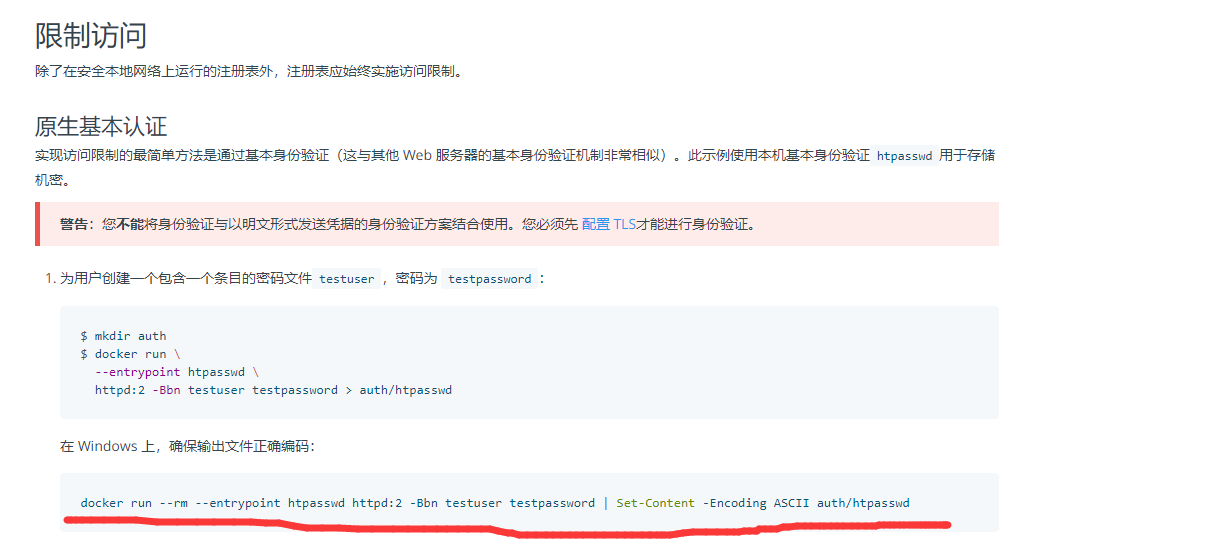 限制访问
除了在安全本地网络上运行的注册表外，注册表应始终实施访问限制。
原生基本认证
实现访问限制的最简单方法是通过基本身份验证（这与其他 Web 服务器的基本身份验证机制非常相似）。此示例使用本机基本身份验证 htpasswd 用于存储
机密。
警告：您不能将身份验证与以明文形式发送凭据的身份验证方案结合使用。您必须先 配置 TLS才能进行身份验证。
1. 为用户创建一个包含一个条目的密码文件 testuser ，密码为 testpassword ：
$ mkdir auth
$ docker run \
--entrypoint htpasswd \
httpd:2 -Bbn testuser testpassword > auth/htpasswd
在 Windows 上，确保输出文件正确编码：
docker run --rm --entrypoint htpasswd httpd:2 -Bbn testuser testpassword | Set-Content -Encoding ASCII auth/htpasswd